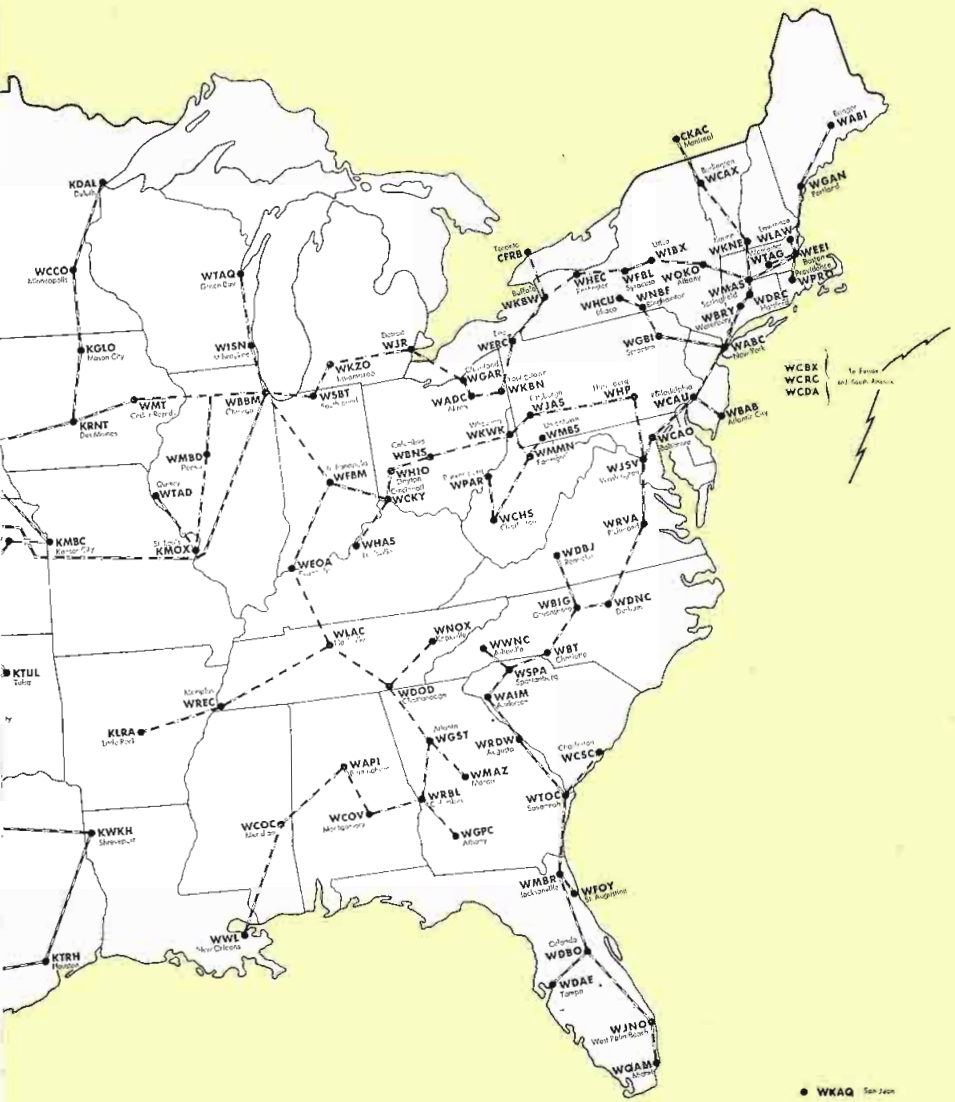 Bangor
WABI
CKAC
Montreal
Burlington
WCAX
KDAL
Duluth
WGAN
Portland
Toronto
CFRB
Utica
WIBX
WKNE
WLAW
WTAG
WEEI
Boston
Providence
WPRO
WCCO
Minneapolis
WTAQ
Green Bay
WHEC
Rochester
WFBL
Syracuse
WOKO
Albany
WMAS
Springfield
WDRC
Hartford
Buffalo
WKBW
WHCU
Ithaca
WNBF
Binghamton
WBRY
Waterbury
KGLO
Mason City
WISN
Milwaukee
Detroit
WJR
Erie
WERC
WGBI
Scranton
WABC
New York
WCBX
WCRC
WCDA
To Europe
and South America
WKZO
Kalamazoo
Cleveland
WGAR
WMT
Cedar Rapids
WBBM
Chicago
WSBT
South Bend
WADC
Akron
WKBN
Pittsburgh
WJAS
Harrisburg
WHP
Philadelphia
WCAU
WBAB
Atlantic City
KRNT
Des Moines
WKWK
WMBS
WCAO
Baltimore
WMBD
Peoria
Columbus
WBNS
WHIO
Dayton
Cincinnati
WCKY
WMMN
Fairmont
WJSV
Washington
Quincy
WTAD
Indianapolis
WFBM
WPAR
WCHS
Charleston
KMBC
Kansas City
St. Louis
KMOX
WHAS
Louisville
WRVA
Richmond
WEOA
Evansville
WDBJ
Roanoke
WBIG
Greensboro
WDNC
Durham
WLAC
Nashville
WNOX
Knoxville
WWNC
Asheville
WBT
Charlotte
KTUL
Tulsa
WSPA
Spartanburg
Memphis
WREC
WDOD
Chattanooga
WAIM
Anderson
KLRA
Little Rock
Atlanta
WGST
WRDW
Augusta
Charleston
WCSC
WAPI
Birmingham
WMAZ
Macon
WRBL
Columbus
WTOC
Savannah
KWKH
Shreveport
WCOC
Meridian
WCOV
Montgomery
WGPC
Albany
WMBR
Jacksonville
WFOY
St. Augustine
WWL
New Orleans
KTRH
Houston
Orlando
WDBO
WDAE
Tampa
WJNO
West Palm Beach
WQAM
Miami
WKAQ San Juan